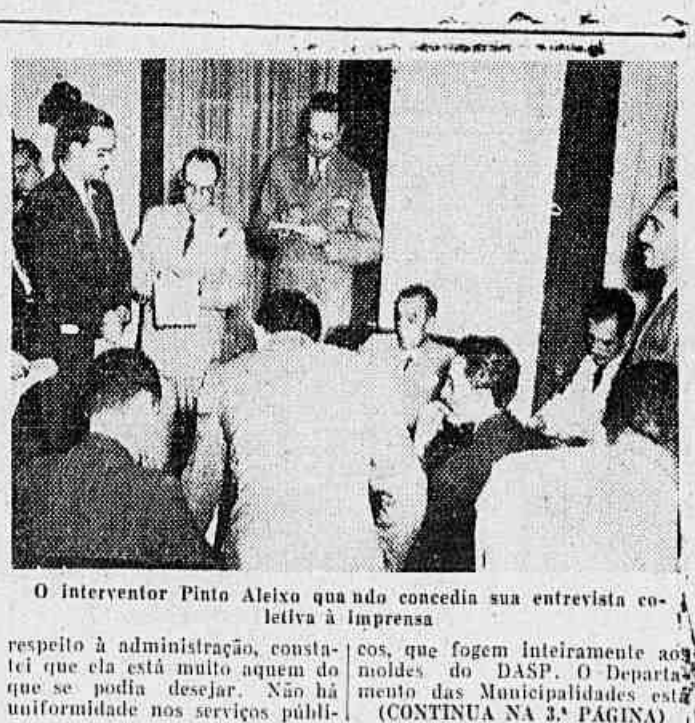 O interventor Pinto Aleixo qua ndo concedia sua entrevista co-
letiva à imprensa
respeito à administração, consta-
tei que ela está muito aquem do
que se podia desejar. Não há
uniformidade nos serviços públi-
cos, que fogem inteiramente aos
moldes do DASP. O Departa-
mento das Municipalidades está
(CONTINUA NA 3.ª PÁGINA)